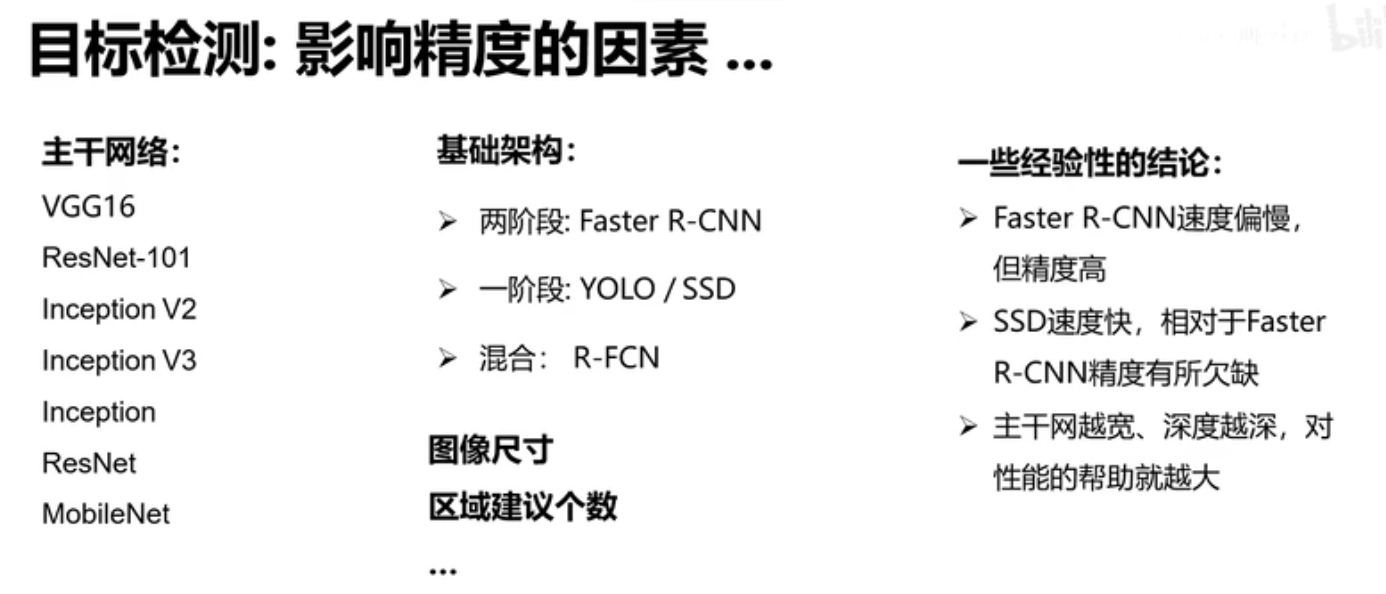 目标检测: 影响精度的因素 ...
主干网络：
VGG16
ResNet-101
Inception V2
Inception V3
Inception
ResNet
MobileNet
基础架构：
➢ 两阶段: Faster R-CNN
➢ 一阶段: YOLO / SSD
➢ 混合： R-FCN
图像尺寸
区域建议个数
...
一些经验性的结论：
➢ Faster R-CNN速度偏慢，
但精度高
➢ SSD速度快，相对于Faster
R-CNN精度有所欠缺
➢ 主干网越宽、深度越深，对
性能的帮助就越大